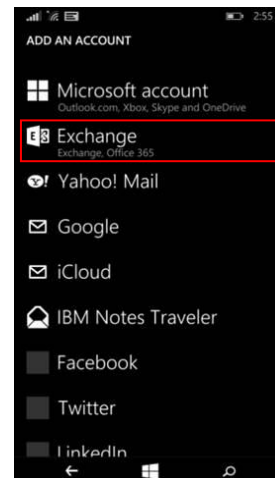 2:55
ADD AN ACCOUNT
Microsoft account
Outlook.com, Xbox, Skype and OneDrive
E
Exchange
Exchange, Office 365
Yahoo! Mail
Google
iCloud
IBM Notes Traveler
Facebook
Twitter
LinkedIn